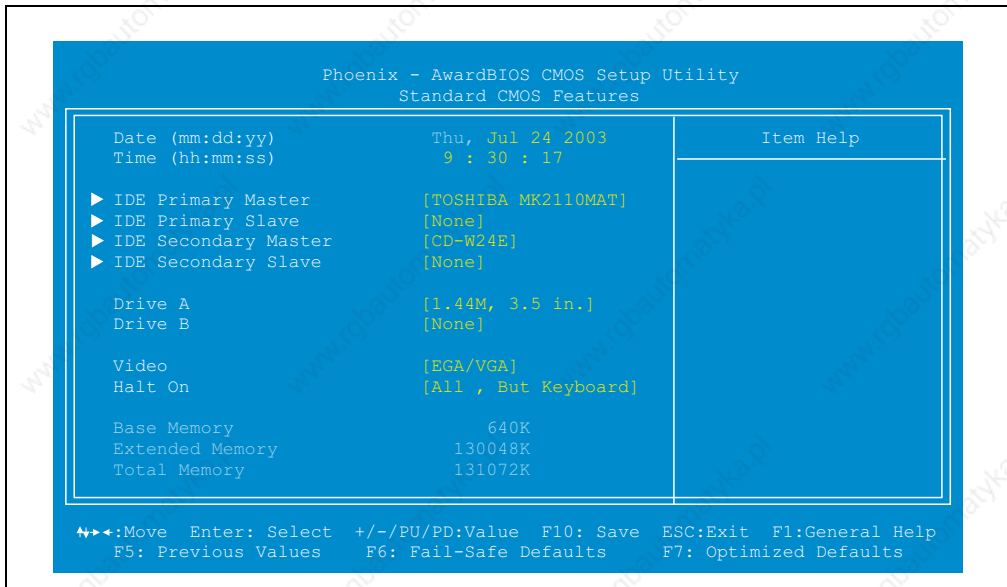 Phoenix - AwardBIOS CMOS Setup Utility
Standard CMOS Features
Date (mm:dd:yy) Thu, Jul 24 2003 Item Help
Time (hh:mm:ss) 9 : 30 : 17
IDE Primary Master [TOSHIBA MK2110MAT]
IDE Primary Slave [None]
IDE Secondary Master [CD-W24E]
IDE Secondary Slave [None]
Drive A [1.44M, 3.5 in.]
Drive B [None]
Video [EGA/VGA]
Halt On [All , But Keyboard]
Base Memory 640K
Extended Memory 130048K
Total Memory 131072K
:Move Enter: Select +/-/PU/PD:Value F10: Save ESC:Exit F1:General Help
F5: Previous Values F6: Fail-Safe Defaults F7: Optimized Defaults
www.rgbautomatyka.pl